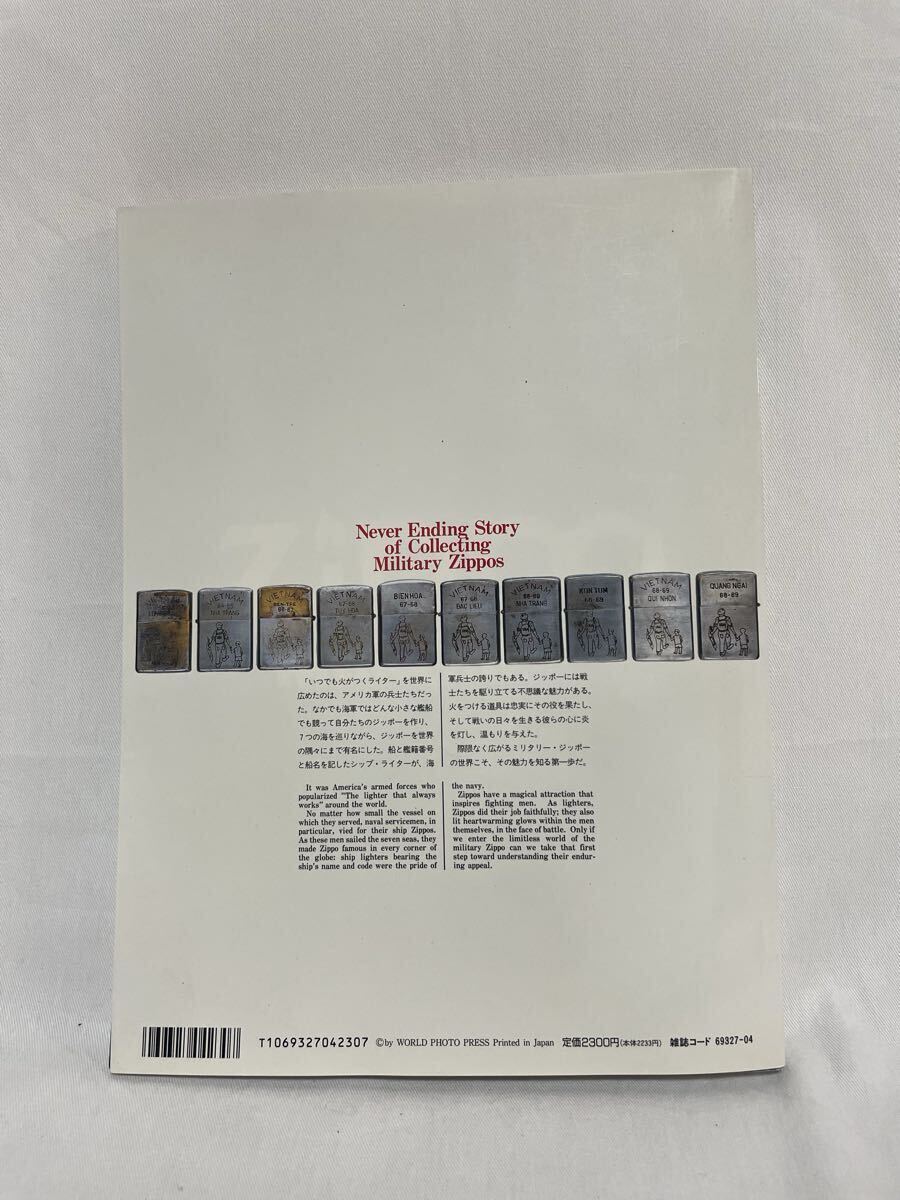 Never Ending Story
of Collecting
Military Zippos
VIETNAM
NHA TRANG
VIETNAM
BEN-TRE
VIETNAM
67-68
TUY HOA
BIEN HOA
67-68
VIETNAM
67-68
BAC LIEU
VIETNAM
68-69
NHA TRANG
KON TUM
68-69
VIETNAM
68-69
QUI NHON
QUANG NGAI
68-69
「いつでも火がつくライター」を世界に
広めたのは、アメリカ軍の兵士たちだっ
た。なかでも海軍ではどんな小さな艦船
でも競って自分たちのジッポーを作り、
7つの海を巡りながら、ジッポーを世界
の隅々にまで有名にした。船と艦籍番号
と船名を記したシップ・ライターが、海
軍兵士の誇りでもある。ジッポーには戦
士たちを駆り立てる不思議な魅力がある。
火をつける道具は忠実にその役を果たし、
そして戦いの日々を生きる彼らの心に炎
を灯し、温もりを与えた。
際限なく広がるミリタリー・ジッポー
の世界こそ、その魅力を知る第一歩だ。
It was America's armed forces who
popularized "The lighter that always
works" around the world.
No matter how small the vessel on
which they served, naval servicemen, in
particular, vied for their ship Zippos.
As these men sailed the seven seas, they
made Zippo famous in every corner of
the globe: ship lighters bearing the
ship's name and code were the pride of
the navy.
Zippos have a magical attraction that
inspires fighting men. As lighters,
Zippos did their job faithfully; they also
lit heartwarming glows within the men
themselves, in the face of battle. Only if
we enter the limitless world of the
military Zippo can we take that first
step toward understanding their endur-
ing appeal.
T1069327042307 ©by WORLD PHOTO PRESS Printed in Japan 定価2300円(本体2233円) 雑誌コード 69327-04